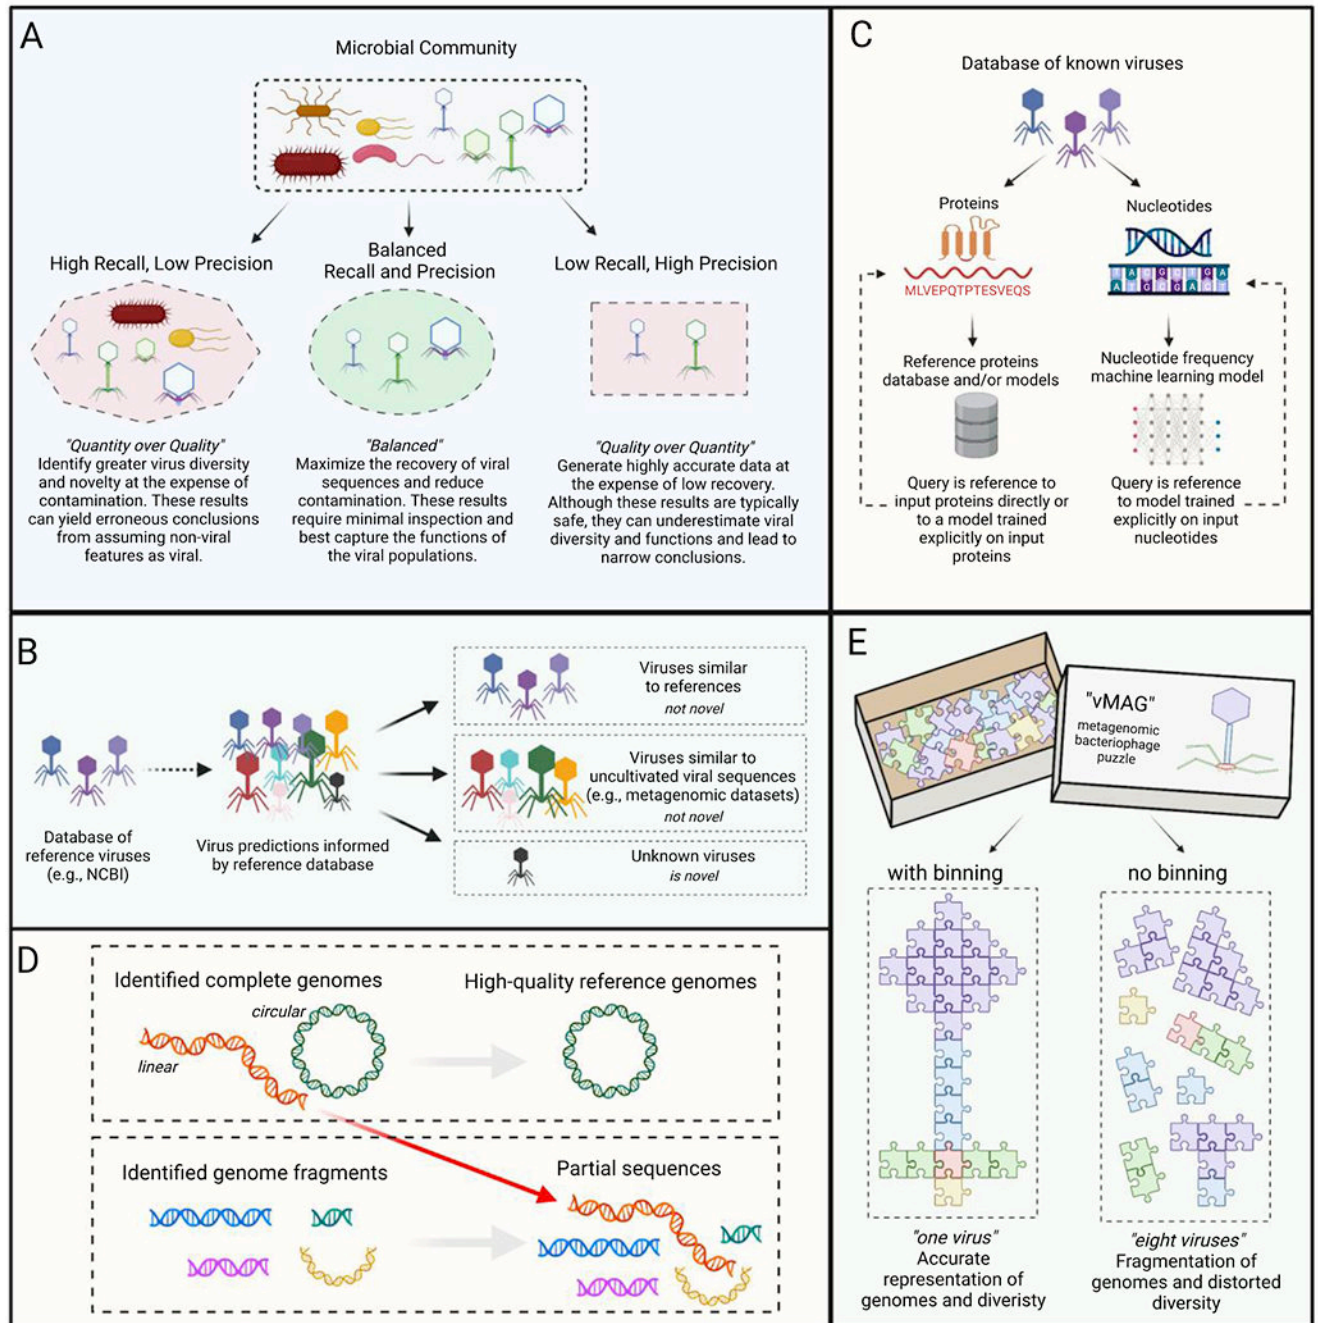 A
Microbial Community
High Recall, Low Precision
Balanced
Recall and Precision
Low Recall, High Precision
"Quantity over Quality"
Identify greater virus diversity
and novelty at the expense of
contamination. These results
can yield erroneous conclusions
from assuming non-viral
features as viral.
"Balanced"
Maximize the recovery of viral
sequences and reduce
contamination. These results
require minimal inspection and
best capture the functions of
the viral populations.
"Quality over Quantity"
Generate highly accurate data at
the expense of low recovery.
Although these results are typically
safe, they can underestimate viral
diversity and functions and lead to
narrow conclusions.
C
Database of known viruses
Proteins
MLVEPQTPTESVEQS
Reference proteins
database and/or models
Query is reference to
input proteins directly or
to a model trained
explicitly on input
proteins
Nucleotides
Nucleotide frequency
machine learning model
Query is reference
to model trained
explicitly on input
nucleotides
B
Database of
reference viruses
(e.g., NCBI)
Virus predictions informed
by reference database
Viruses similar
to references
not novel
Viruses similar to
uncultivated viral sequences
(e.g., metagenomic datasets)
not novel
Unknown viruses
is novel
D
Identified complete genomes
circular
linear
High-quality reference genomes
Identified genome fragments
Partial sequences
E
"vMAG"
metagenomic
bacteriophage
puzzle
with binning
no binning
"one virus"
Accurate
representation of
genomes and diveristy
"eight viruses"
Fragmentation of
genomes and distorted
diversity